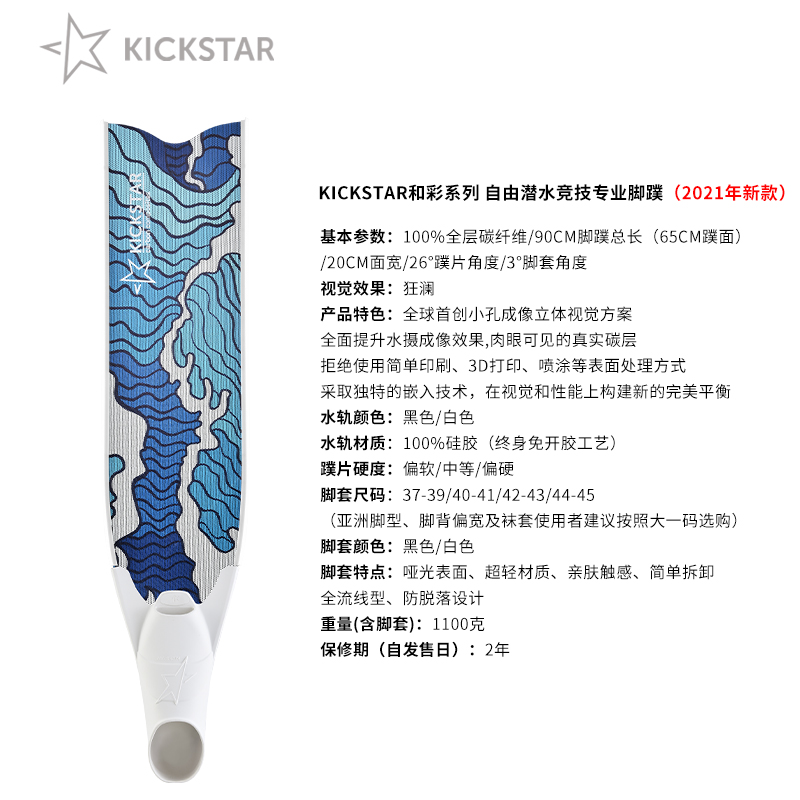 KICKSTAR
KICKSTAR
KICKSTAR和彩系列 自由潜水竞技专业脚蹼（2021年新款）
基本参数：100%全层碳纤维/90CM脚蹼总长（65CM蹼面）
/20CM面宽/26°蹼片角度/3°脚套角度
视觉效果：狂澜
产品特色：全球首创小孔成像立体视觉方案
全面提升水摄成像效果,肉眼可见的真实碳层
拒绝使用简单印刷、3D打印、喷涂等表面处理方式
采取独特的嵌入技术，在视觉和性能上构建新的完美平衡
水轨颜色：黑色/白色
水轨材质：100%硅胶（终身免开胶工艺）
蹼片硬度：偏软/中等/偏硬
脚套尺码：37-39/40-41/42-43/44-45
（亚洲脚型、脚背偏宽及袜套使用者建议按照大一码选购）
脚套颜色：黑色/白色
脚套特点：哑光表面、超轻材质、亲肤触感、简单拆卸
全流线型、防脱落设计
重量(含脚套)：1100克
保修期（自发售日）：2年